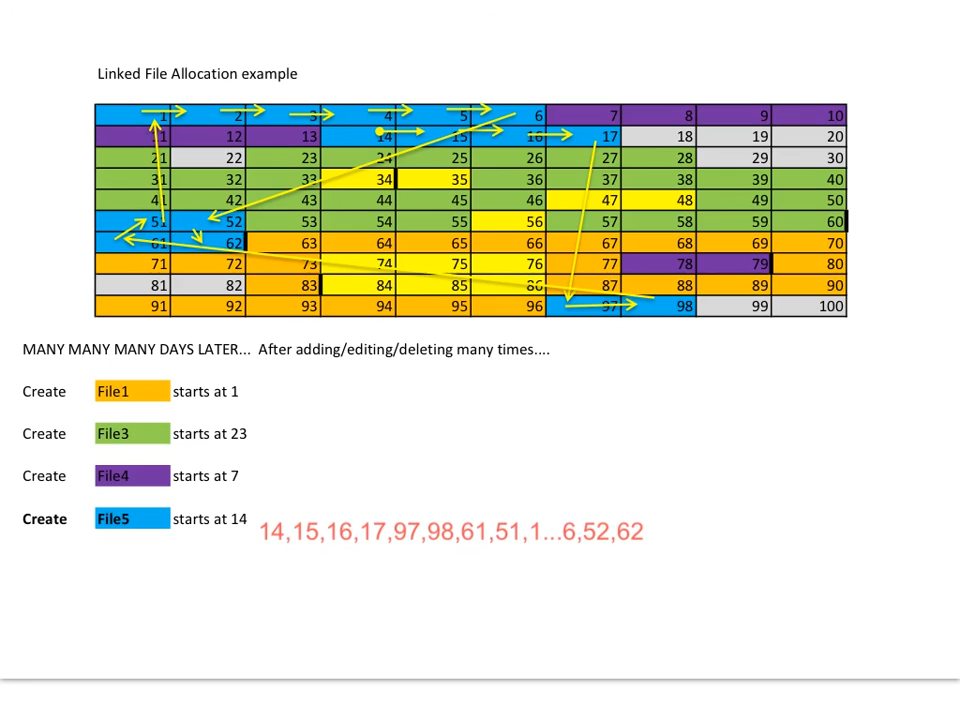 Linked File Allocation example
1 2 3 4 5 6 7 8 9 10
11 12 13 14 15 16 17 18 19 20
21 22 23 24 25 26 27 28 29 30
31 32 33 34 35 36 37 38 39 40
41 42 43 44 45 46 47 48 49 50
51 52 53 54 55 56 57 58 59 60
61 62 63 64 65 66 67 68 69 70
71 72 73 74 75 76 77 78 79 80
81 82 83 84 85 86 87 88 89 90
91 92 93 94 95 96 97 98 99 100
MANY MANY MANY DAYS LATER... After adding/editing/deleting many times....
Create File1 starts at 1
Create File3 starts at 23
Create File4 starts at 7
Create File5 starts at 14
14,15,16,17,97,98,61,51,1...6,52,62